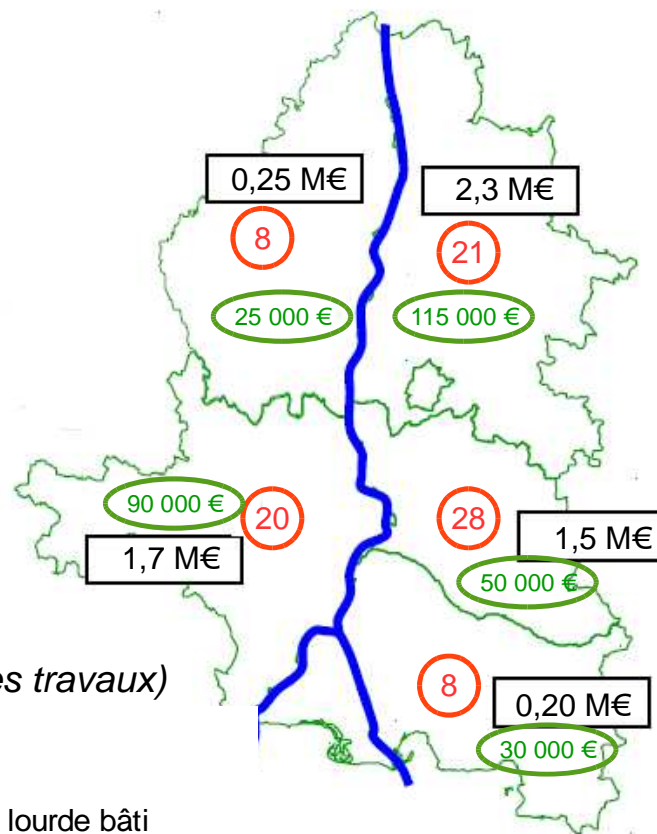 0,25 M€
2,3 M€
8
21
25 000 €
115 000 €
90 000 €
20
28
1,7 M€
1,5 M€
50 000 €
es travaux)
8
0,20 M€
30 000 €
lourde bâti